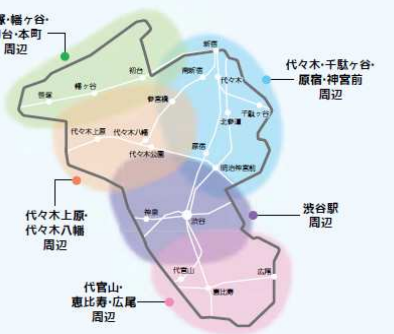 塚・幡ヶ谷・
台・本町
周辺
代々木・千駄ヶ谷・
原宿・神宮前
周辺
新宿
初台
南新宿
代々木
幡ヶ谷
笹塚
参宮橋
千駄ヶ谷
北参道
代々木上原
代々木八幡
代々木公園
原宿
明治神宮前
代々木上原・
代々木八幡
周辺
神泉
渋谷
渋谷駅
周辺
代官山
広尾
恵比寿
代官山・
恵比寿・広尾
周辺